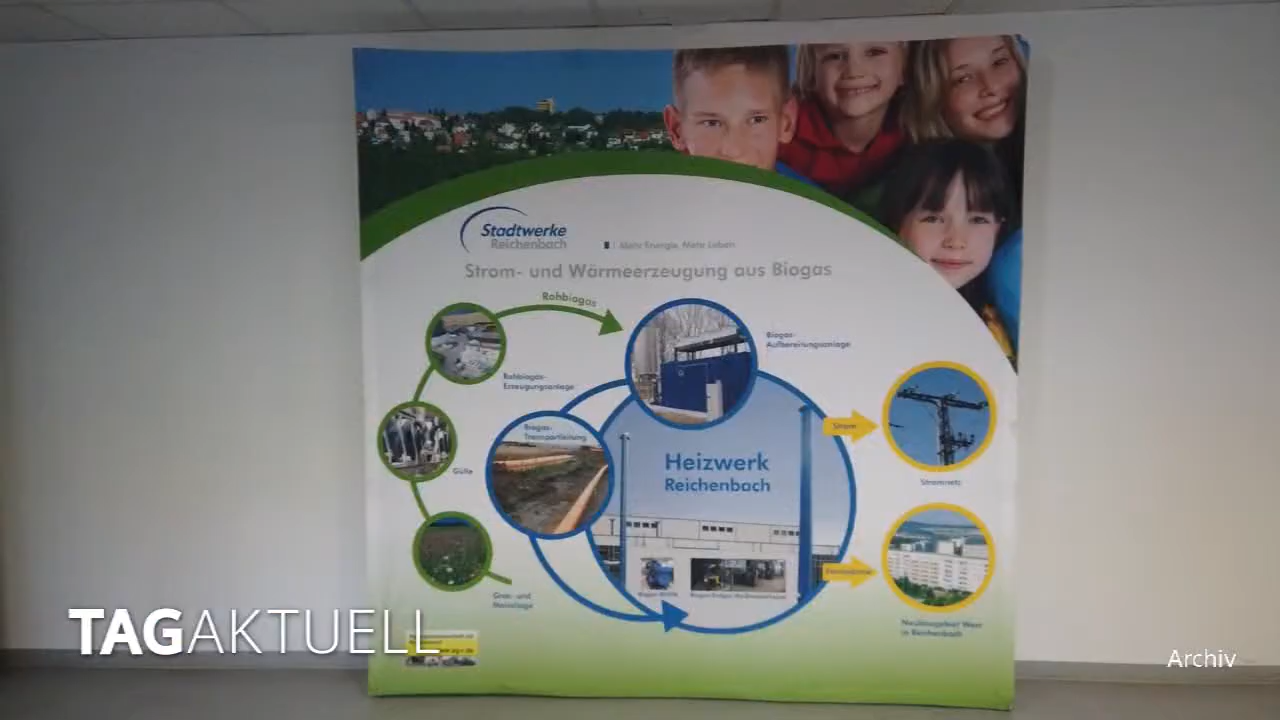 Stadtwerke
Reichenbach
Mehr Energie. Mehr Leben.
Strom- und Wärmeerzeugung aus Biogas
Rohbiogas
Biogas-
Aufbereitungsanlage
Rohbiogas-
Erzeugungsanlage
Biogas-
Transportleitung
Strom
Gülle
Heizwerk
Reichenbach
Stromnetz
Gras- und
Maissilage
Neubaugebiet West
in Reichenbach
TAGAKTUELL
Archiv